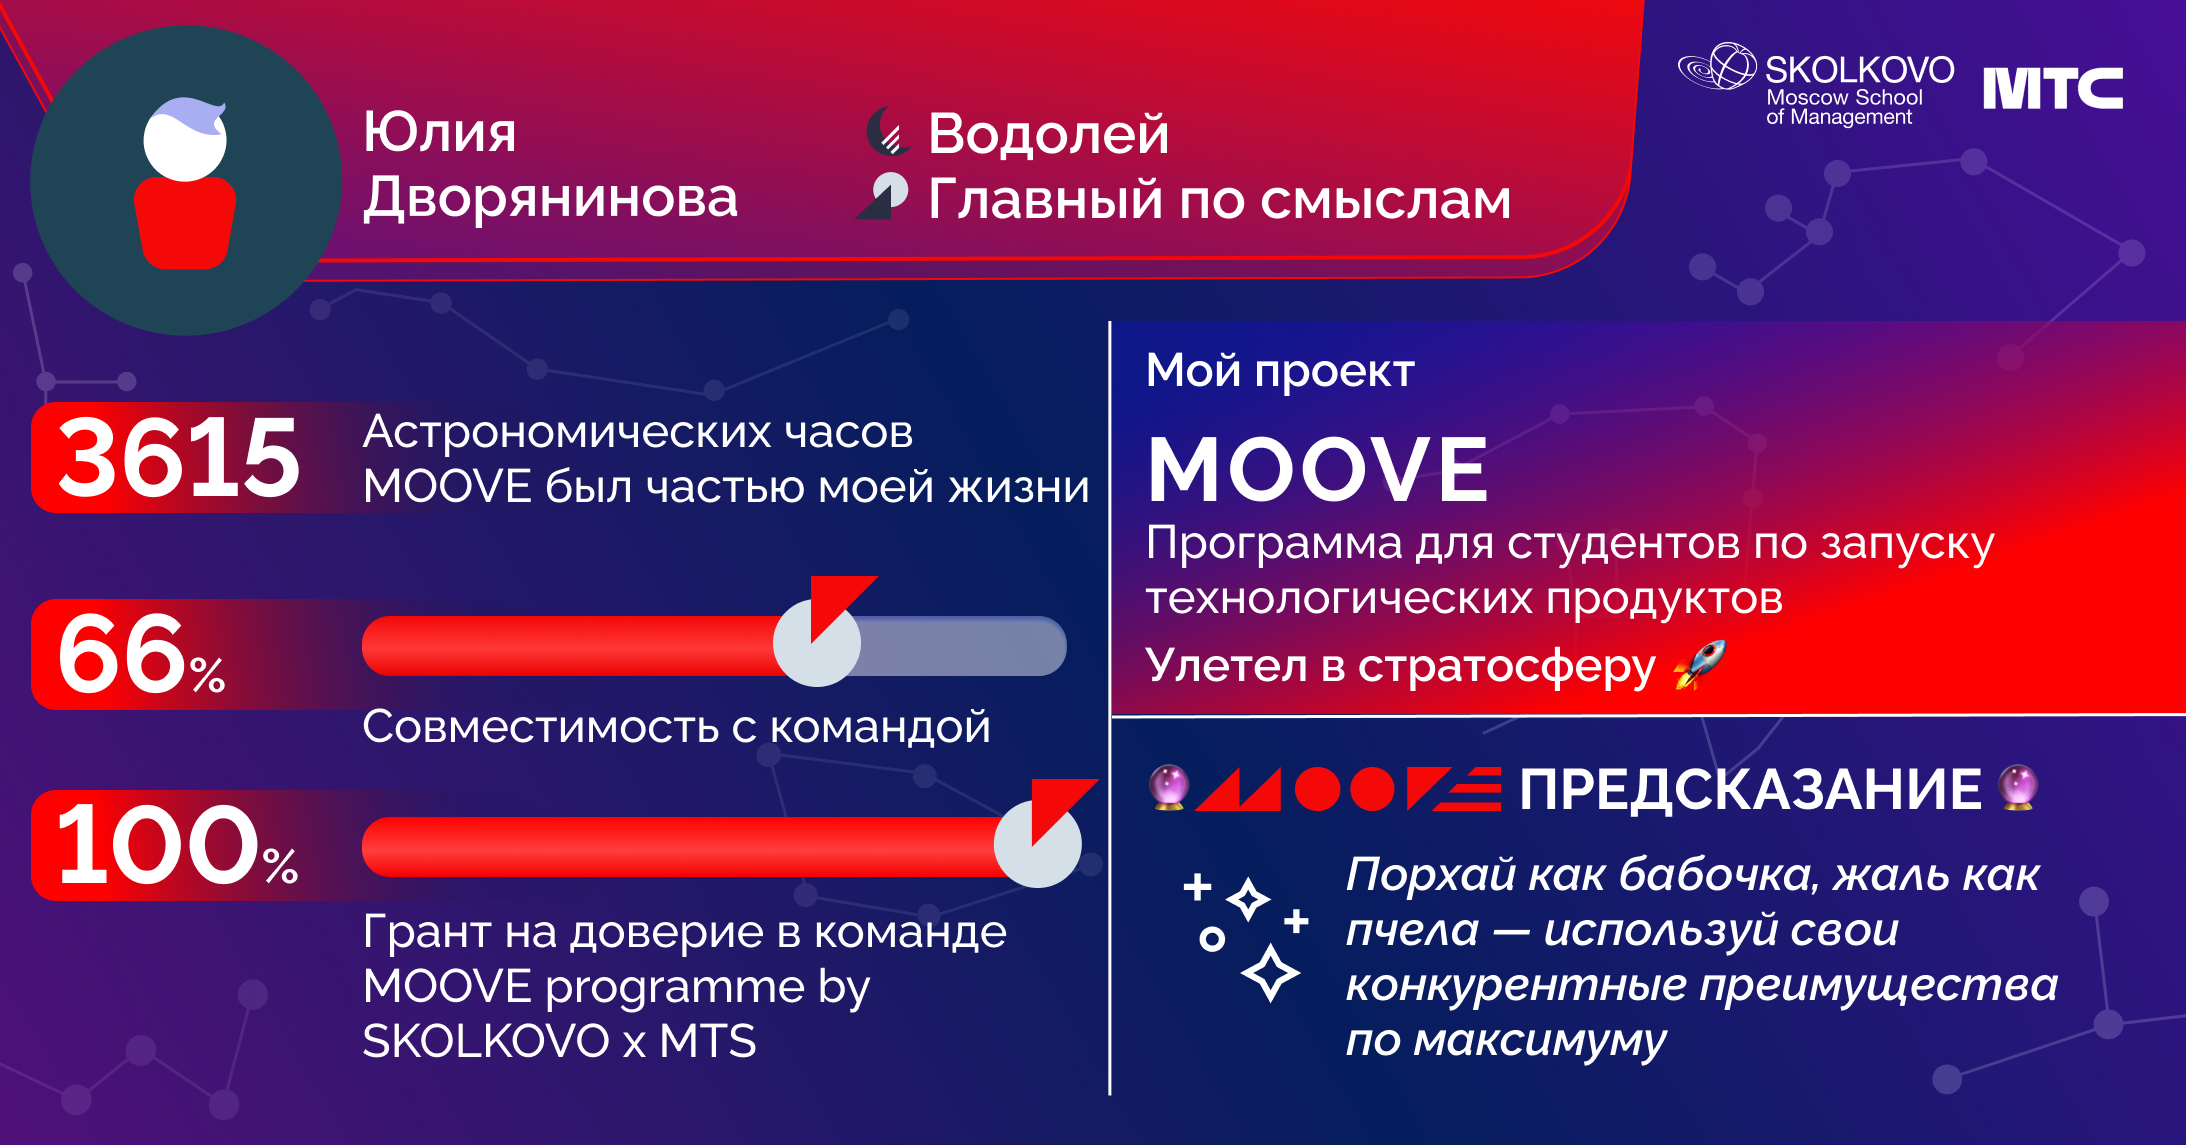 Юлия
Дворянинова
Водолей
Главный по смыслам
SKOLKOVO
Moscow School
of Management
МТС
3615
Астрономических часов
MOOVE был частью моей жизни
66%
Совместимость с командой
100%
Грант на доверие в команде
MOOVE programme by
SKOLKOVO x MTS
Мой проект
MOOVE
Программа для студентов по запуску
технологических продуктов
Улетел в стратосферу 🚀
🔮 MOOVE ПРЕДСКАЗАНИЕ 🔮
Порхай как бабочка, жаль как
пчела — используй свои
конкурентные преимущества
по максимуму